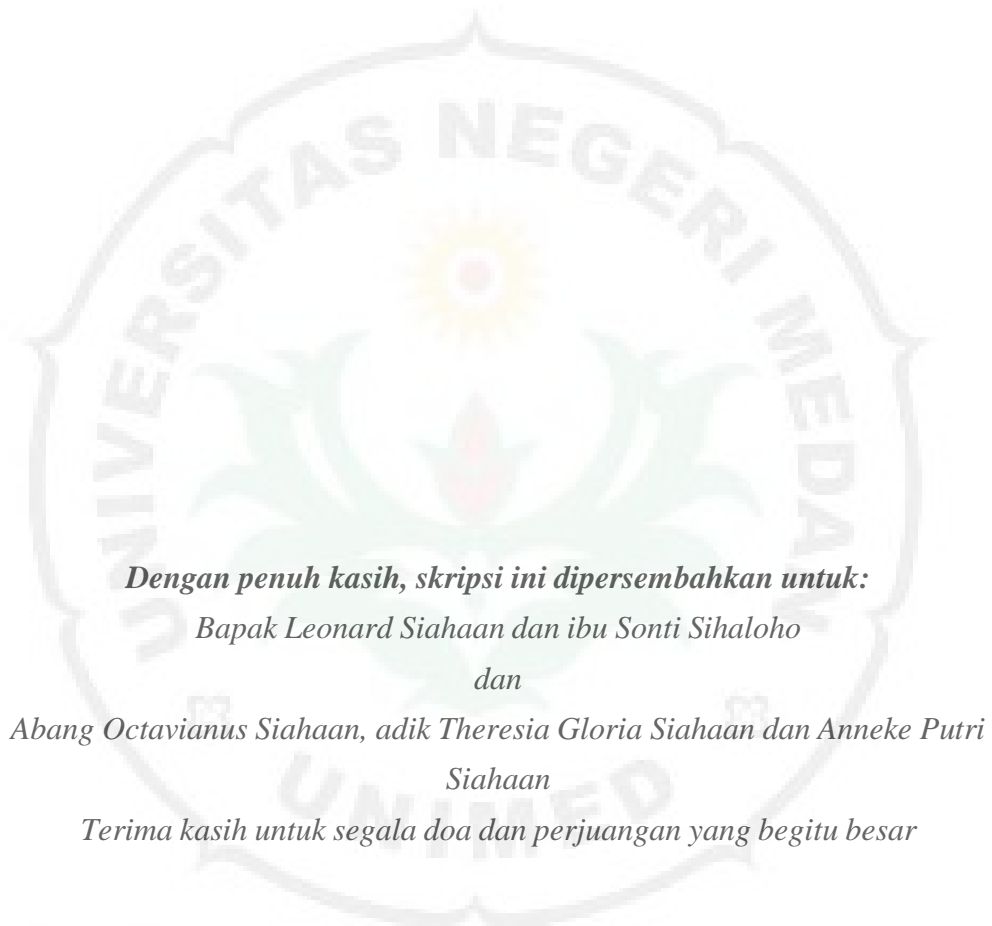 UNIVERSITAS NEGERI MEDAN
Dengan penuh kasih, skripsi ini dipersembahkan untuk:
Bapak Leonard Siahaan dan ibu Sonti Sihaloho
dan
Abang Octavianus Siahaan, adik Theresia Gloria Siahaan dan Anneke Putri
Siahaan
Terima kasih untuk segala doa dan perjuangan yang begitu besar
UNIMED